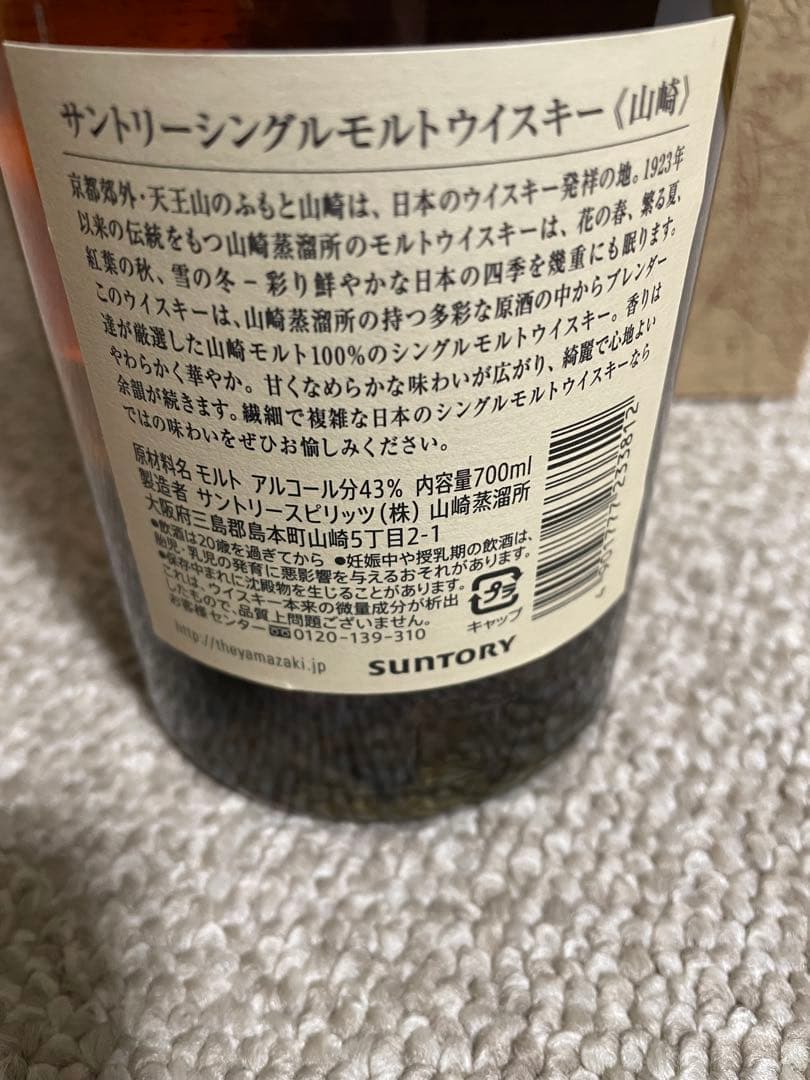 サントリーシングルモルトウイスキー《山崎》
京都郊外・天王山のふもと山崎は、日本のウイスキー発祥の地。1923年
以来の伝統をもつ山崎蒸溜所のモルトウイスキーは、花の春、繁る夏、
紅葉の秋、雪の冬－彩り鮮やかな日本の四季を幾重にも眠ります。
このウイスキーは、山崎蒸溜所の持つ多彩な原酒の中からブレンダー
達が厳選した山崎モルト100%のシングルモルトウイスキー。香りは
やわらかく華やか。甘くなめらかな味わいが広がり、綺麗で心地よい
余韻が続きます。繊細で複雑な日本のシングルモルトウイスキーなら
ではの味わいをぜひお愉しみください。
原材料名 モルト アルコール分43% 内容量700ml
製造者 サントリースピリッツ(株) 山崎蒸溜所
大阪府三島郡島本町山崎5丁目2-1
●飲酒は20歳を過ぎてから ●妊娠中や授乳期の飲酒は、
胎児・乳児の発育に悪影響を与えるおそれがあります。
●保存中まれに沈殿物を生じることがあります。
これは、ウイスキー本来の微量成分が析出
したもので、品質上問題ございません。
お客様センター 0120-139-310
http://theyamazaki.jp
SUNTORY
プラ
キャップ
4 901777 233812